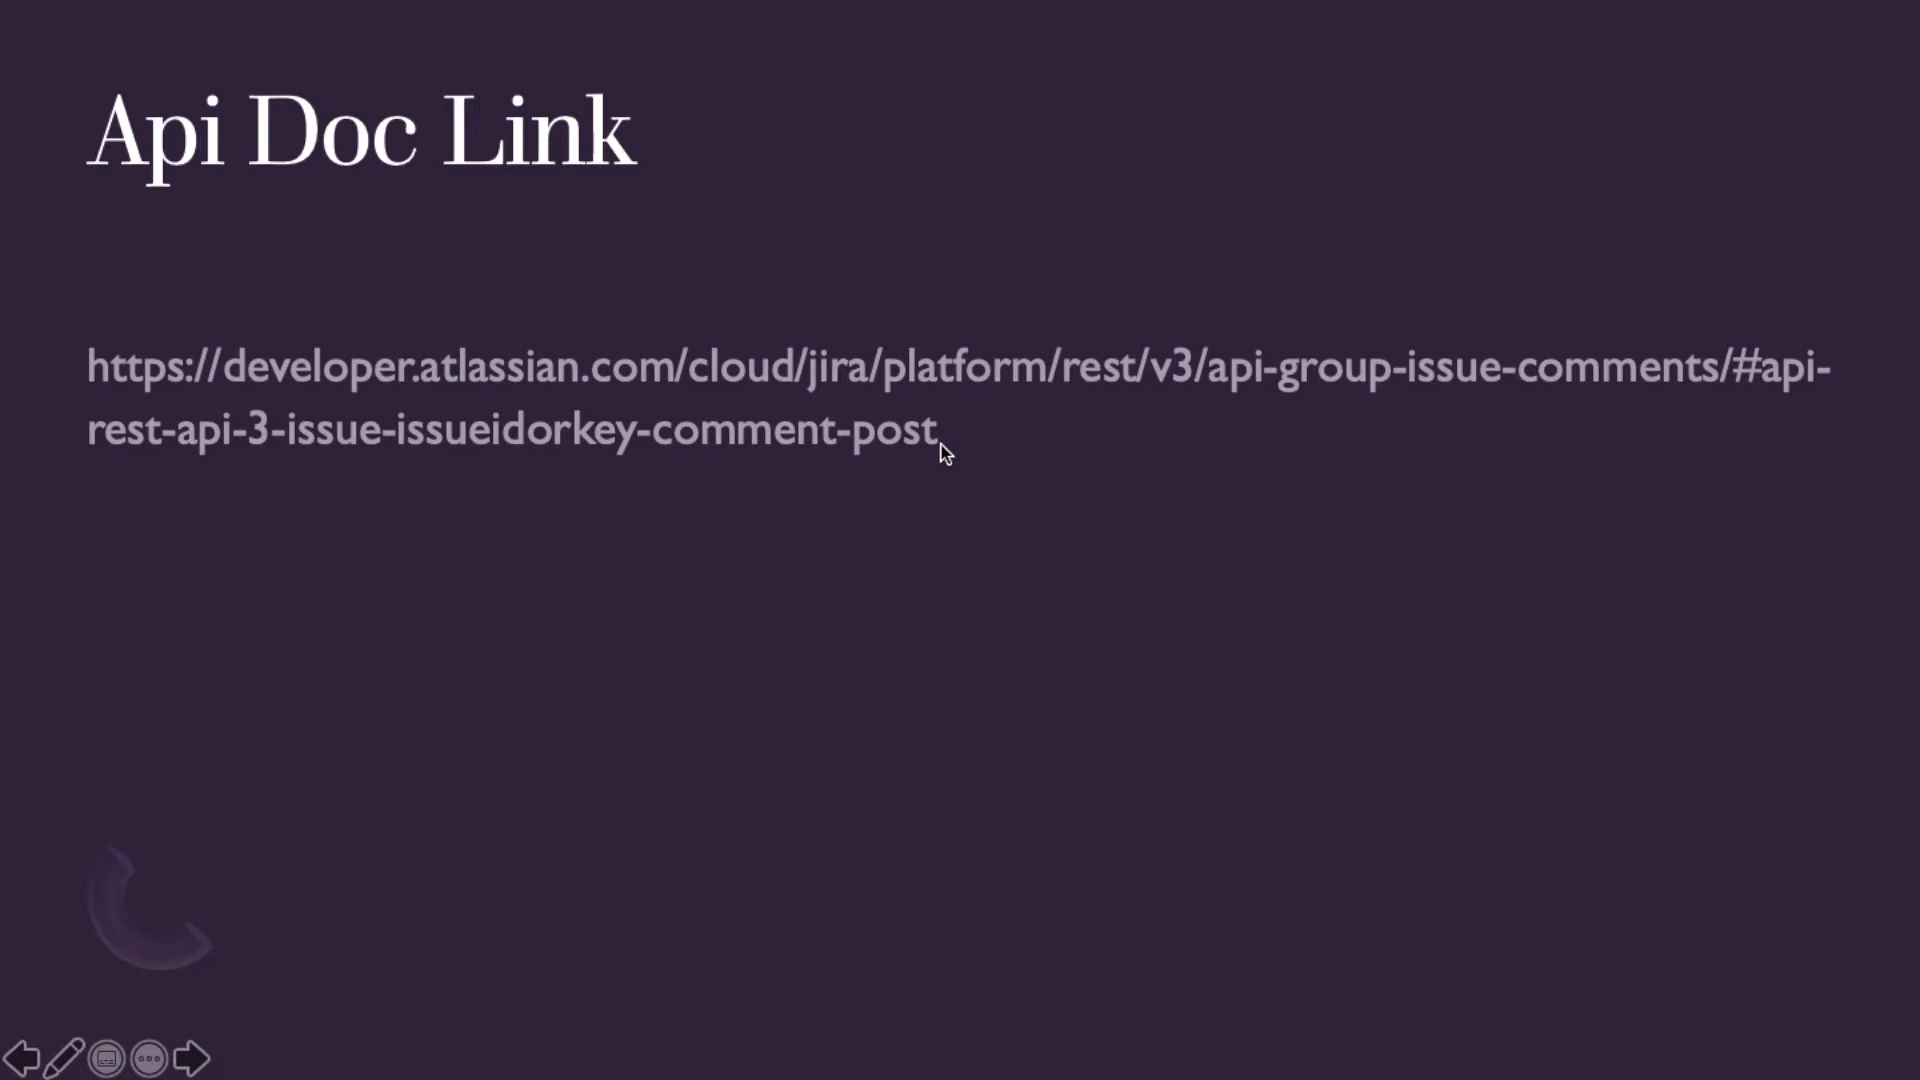 Api Doc Link
https://developer.atlassian.com/cloud/jira/platform/rest/v3/api-group-issue-comments/#api-
rest-api-3-issue-issueidorkey-comment-post